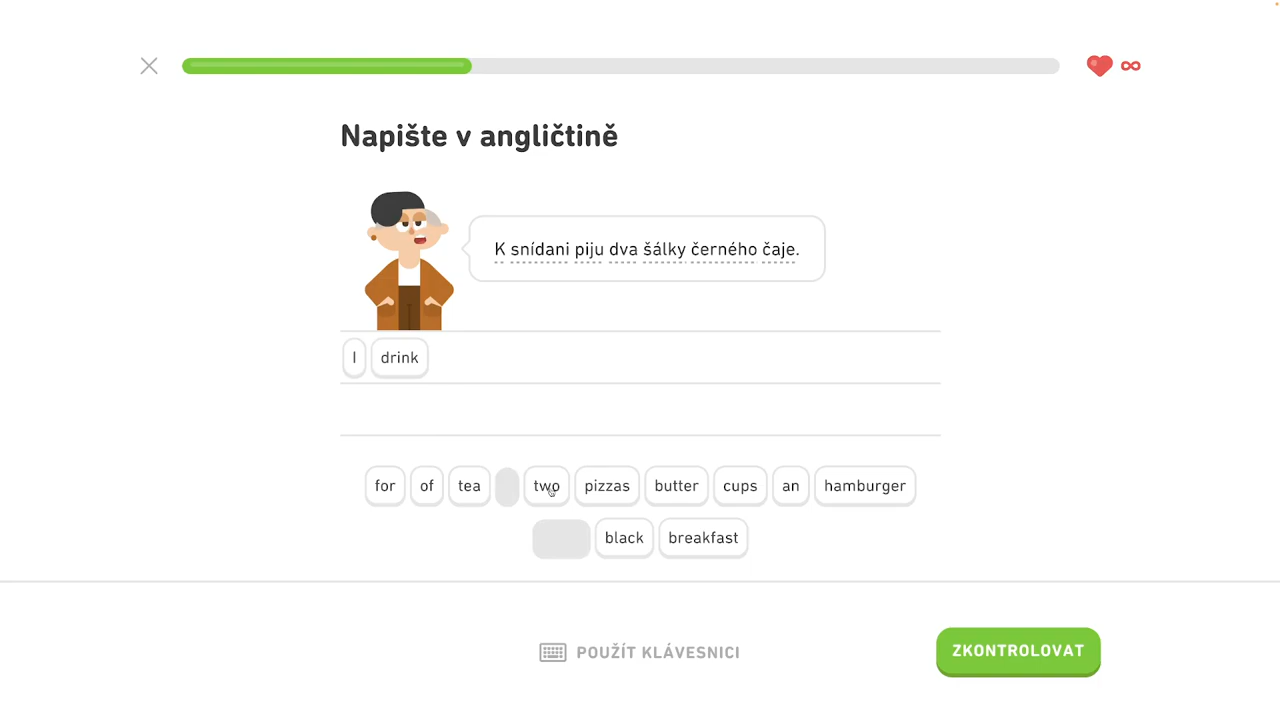 Napište v angličtině
K snídani piju dva šálky černého čaje.
I drink
for of tea two pizzas butter cups an hamburger
black breakfast
POUŽÍT KLÁVESNICI
ZKONTROLOVAT